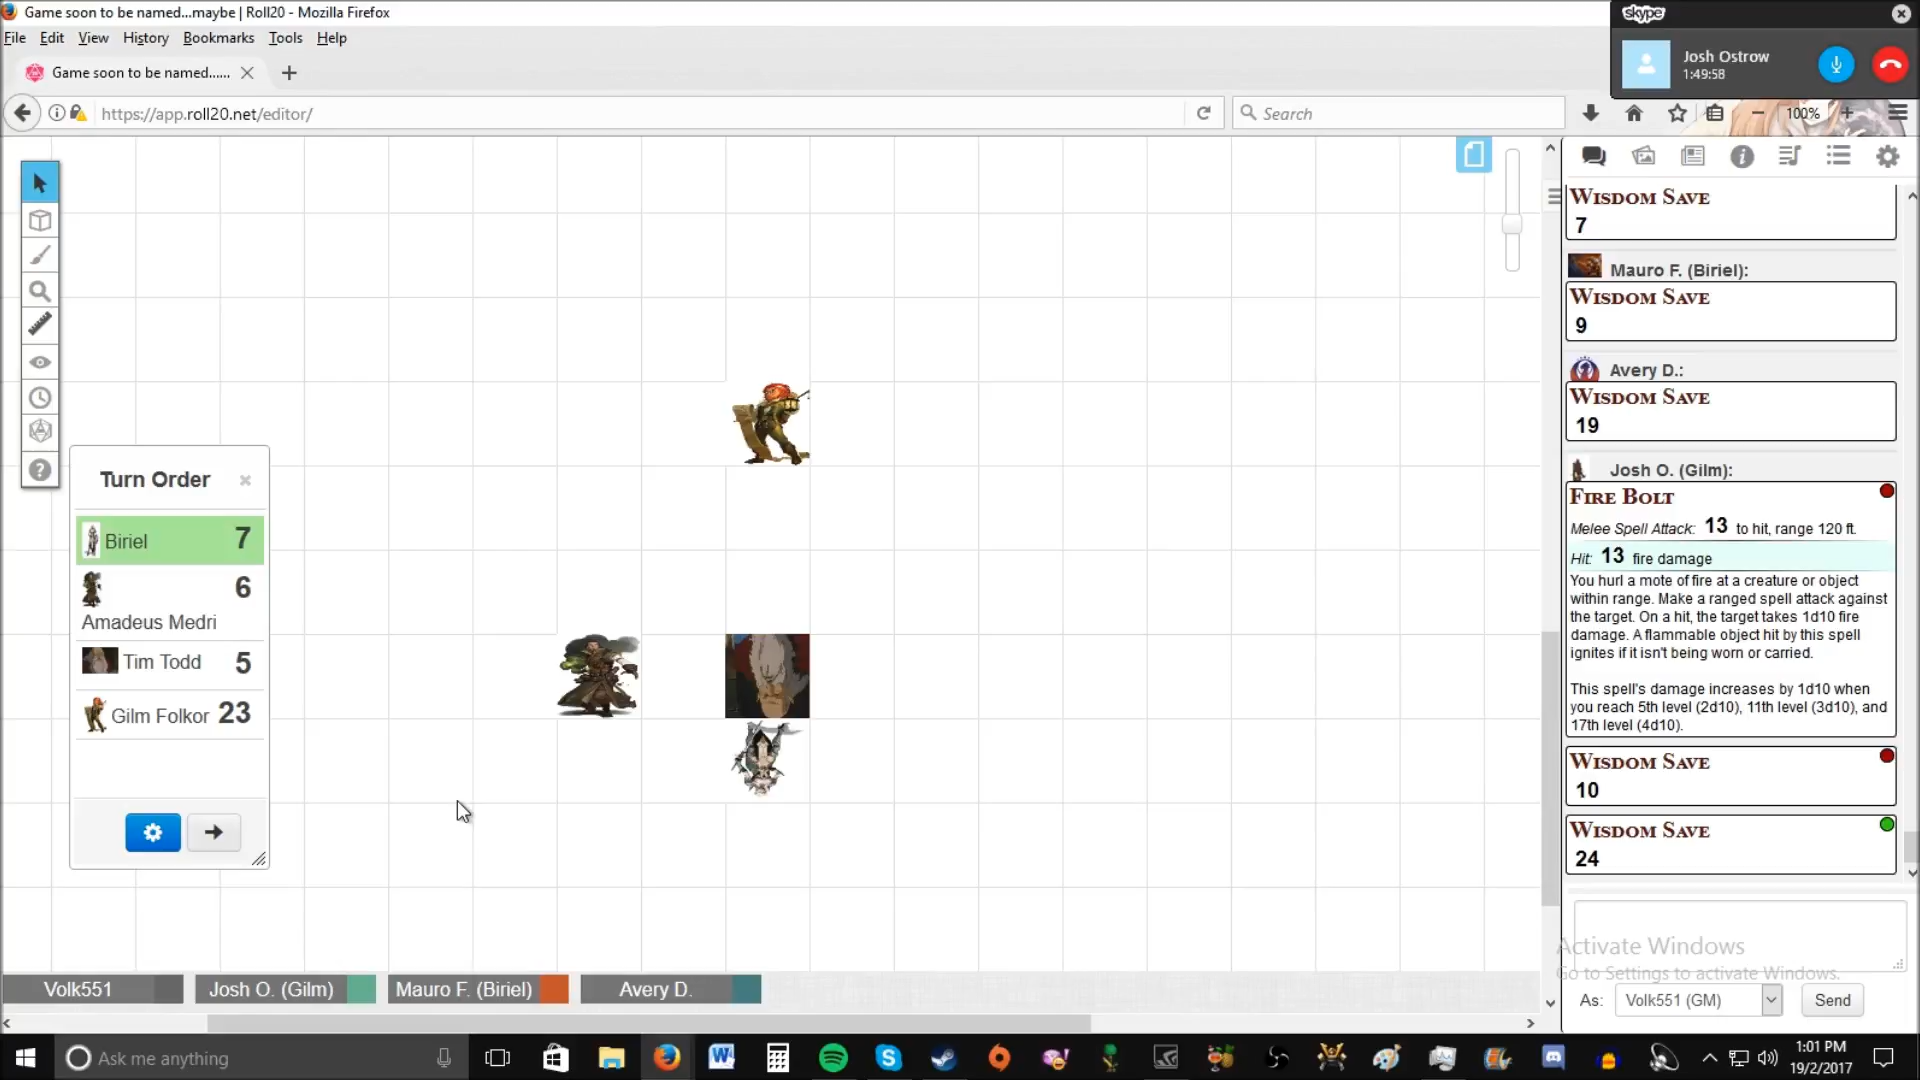 Game soon to be named...maybe | Roll20 - Mozilla Firefox
File Edit View History Bookmarks Tools Help
Game soon to be named......
https://app.roll20.net/editor/
Search
100%
skype
Josh Ostrow
1:49:58
Turn Order
Biriel 7
6
Amadeus Medri
Tim Todd 5
Gilm Folkor 23
Wisdom Save
7
Mauro F. (Biriel):
Wisdom Save
9
Avery D.:
Wisdom Save
19
Josh O. (Gilm):
Fire Bolt
Melee Spell Attack: 13 to hit, range 120 ft.
Hit: 13 fire damage
You hurl a mote of fire at a creature or object
within range. Make a ranged spell attack against
the target. On a hit, the target takes 1d10 fire
damage. A flammable object hit by this spell
ignites if it isn't being worn or carried.
This spell's damage increases by 1d10 when
you reach 5th level (2d10), 11th level (3d10), and
17th level (4d10).
Wisdom Save
10
Wisdom Save
24
Activate Windows
Go to Settings to activate Windows.
As: Volk551 (GM) Send
Volk551 Josh O. (Gilm) Mauro F. (Biriel) Avery D.
Ask me anything
1:01 PM
19/2/2017